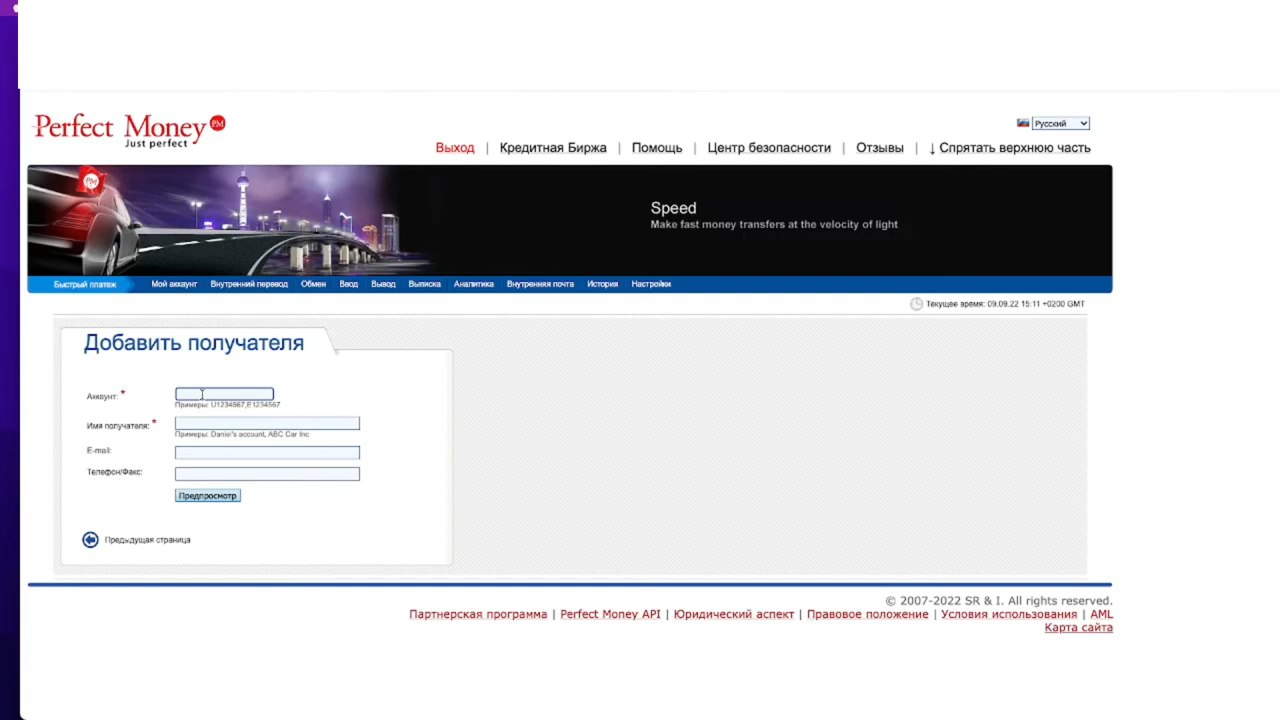 Perfect Money PM
Just perfect
Русский
Выход | Кредитная Биржа | Помощь | Центр безопасности | Отзывы | ↓ Спрятать верхнюю часть
PM
Speed
Make fast money transfers at the velocity of light
Быстрый платеж Мой аккаунт Внутренний перевод Обмен Ввод Вывод Выписка Аналитика Внутренняя почта История Настройки
Текущее время: 09.09.22 15:11 +0200 GMT
Добавить получателя
Аккаунт: *
Примеры: U1234567,E1234567
Имя получателя: *
Примеры: Daniel's account, ABC Car Inc
E-mail:
Телефон/Факс:
Предпросмотр
Предыдущая страница
© 2007-2022 SR & I. All rights reserved.
Партнерская программа | Perfect Money API | Юридический аспект | Правовое положение | Условия использования | AML
Карта сайта